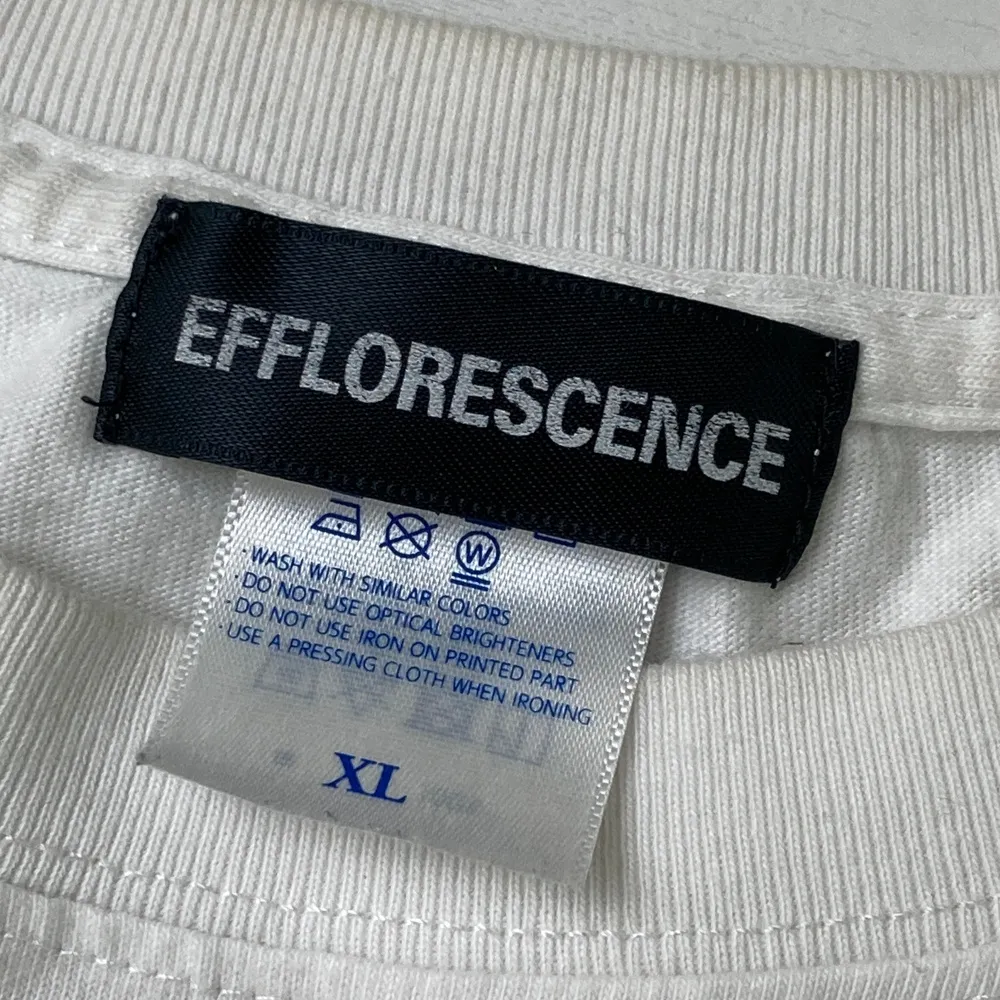 EFFLORESCENCE
W
· WASH WITH SIMILAR COLORS
· DO NOT USE OPTICAL BRIGHTENERS
· DO NOT USE IRON ON PRINTED PART
· USE A PRESSING CLOTH WHEN IRONING
XL